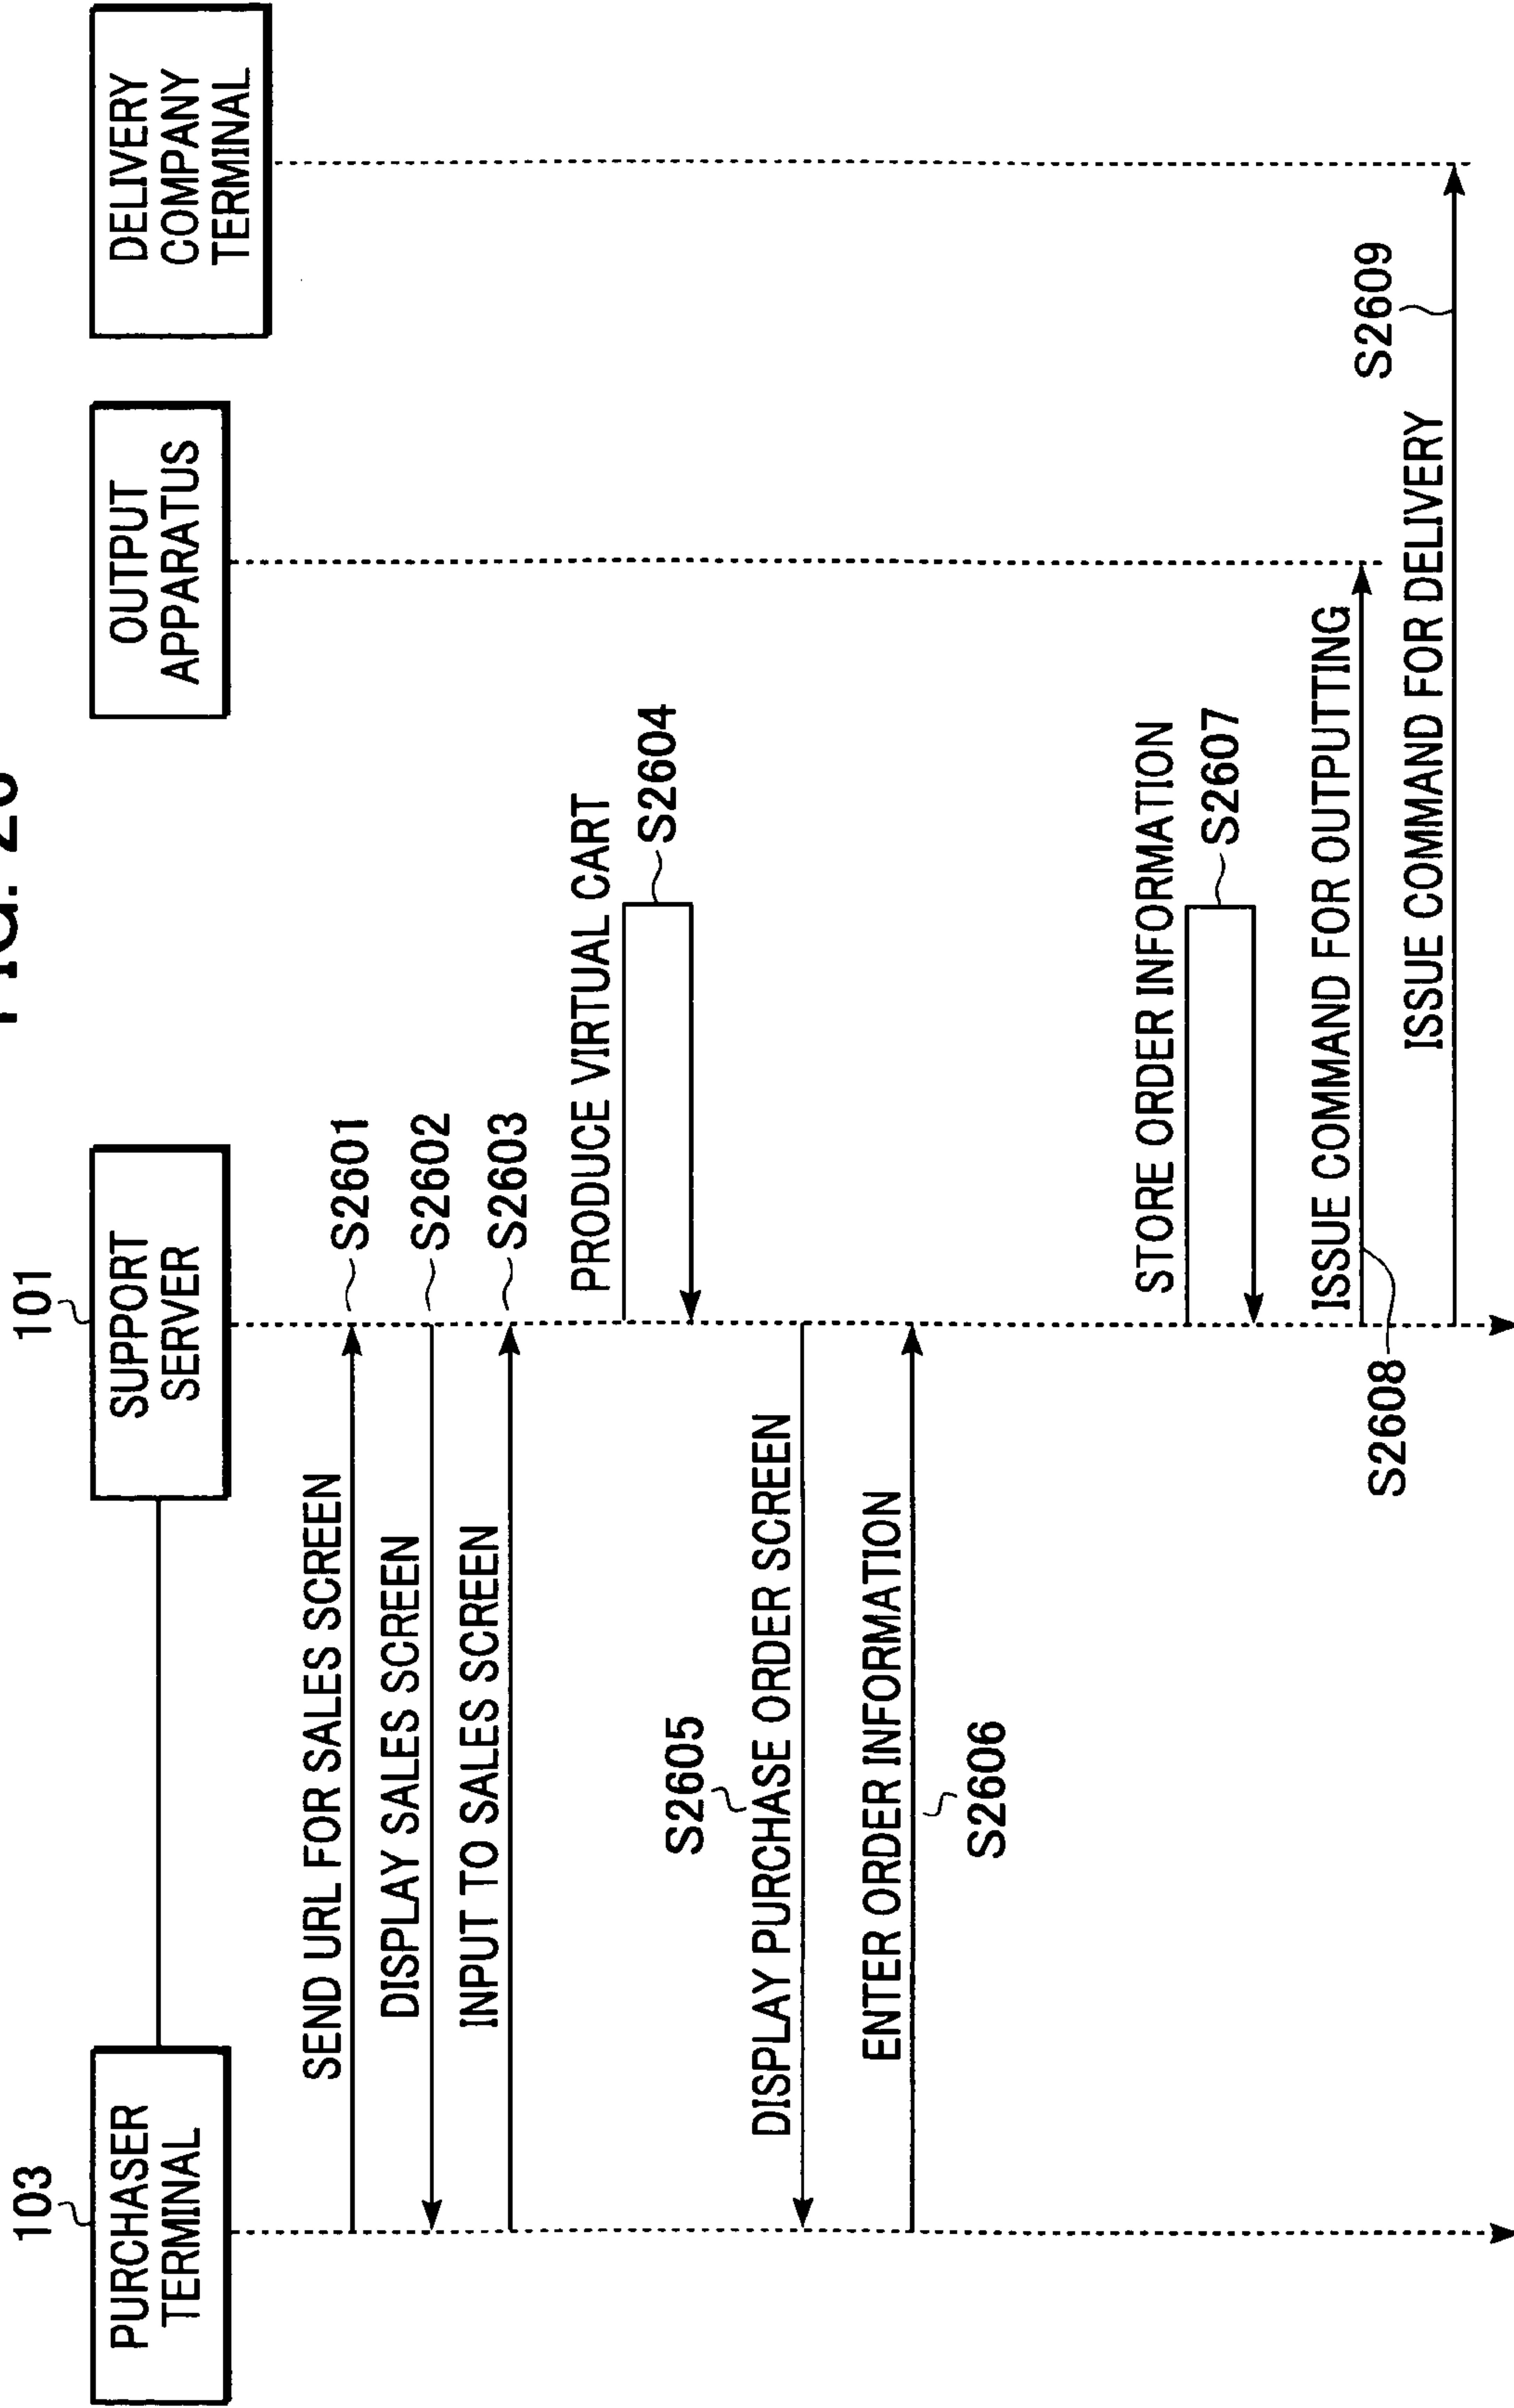 FIG. 26
103
PURCHASER
TERMINAL
101
SUPPORT
SERVER
OUTPUT
APPARATUS
DELIVERY
COMPANY
TERMINAL
SEND URL FOR SALES SCREEN
S2601
DISPLAY SALES SCREEN
S2602
INPUT TO SALES SCREEN
S2603
PRODUCE VIRTUAL CART
S2604
S2605
DISPLAY PURCHASE ORDER SCREEN
ENTER ORDER INFORMATION
S2606
STORE ORDER INFORMATION
S2607
ISSUE COMMAND FOR OUTPUTTING
S2608
ISSUE COMMAND FOR DELIVERY
S2609